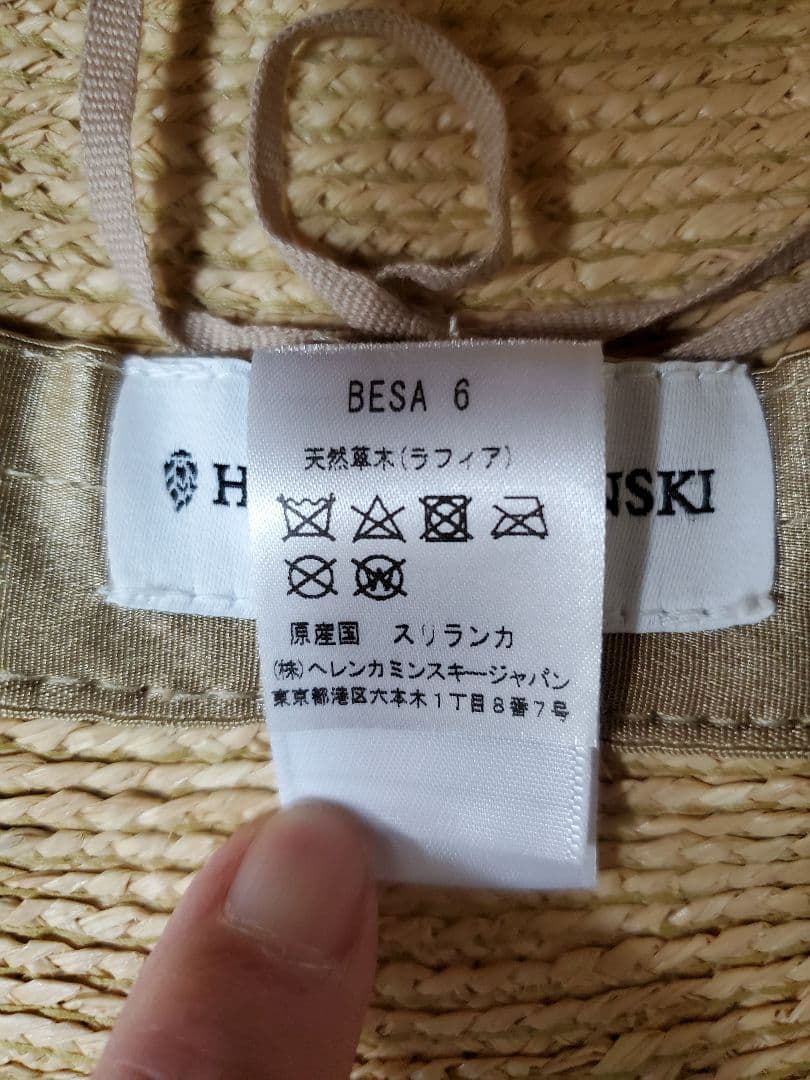 BESA 6
天然草木(ラフィア)
H NSKI
原産国 スリランカ
(株)ヘレンカミンスキージャパン
東京都港区六本木1丁目8番7号